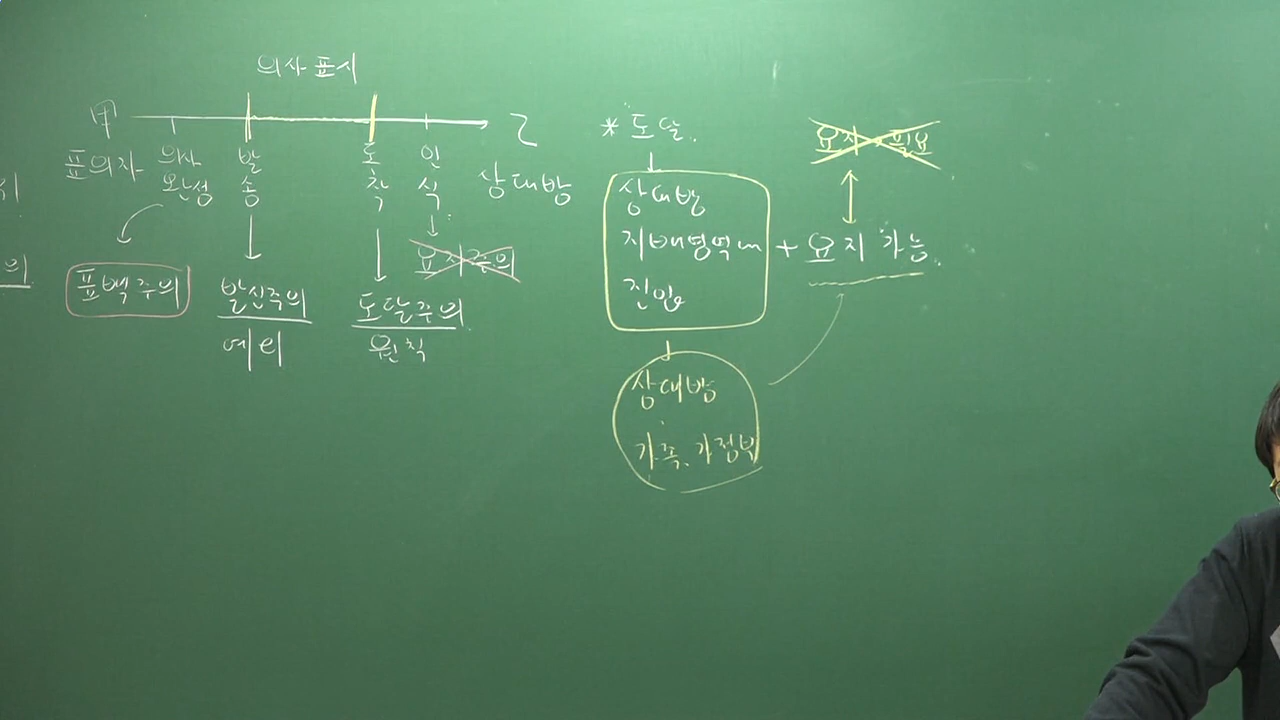 의사표시
甲
乙
표의자
의사
완성
발
송
도
착
인
식
상대방
표백주의
발신주의
예외
도달주의
원칙
요지주의
* 도달.
상대방
지배영역내
진입
+ 요지 가능.
요지 필요
상대방
가족, 가정부
의